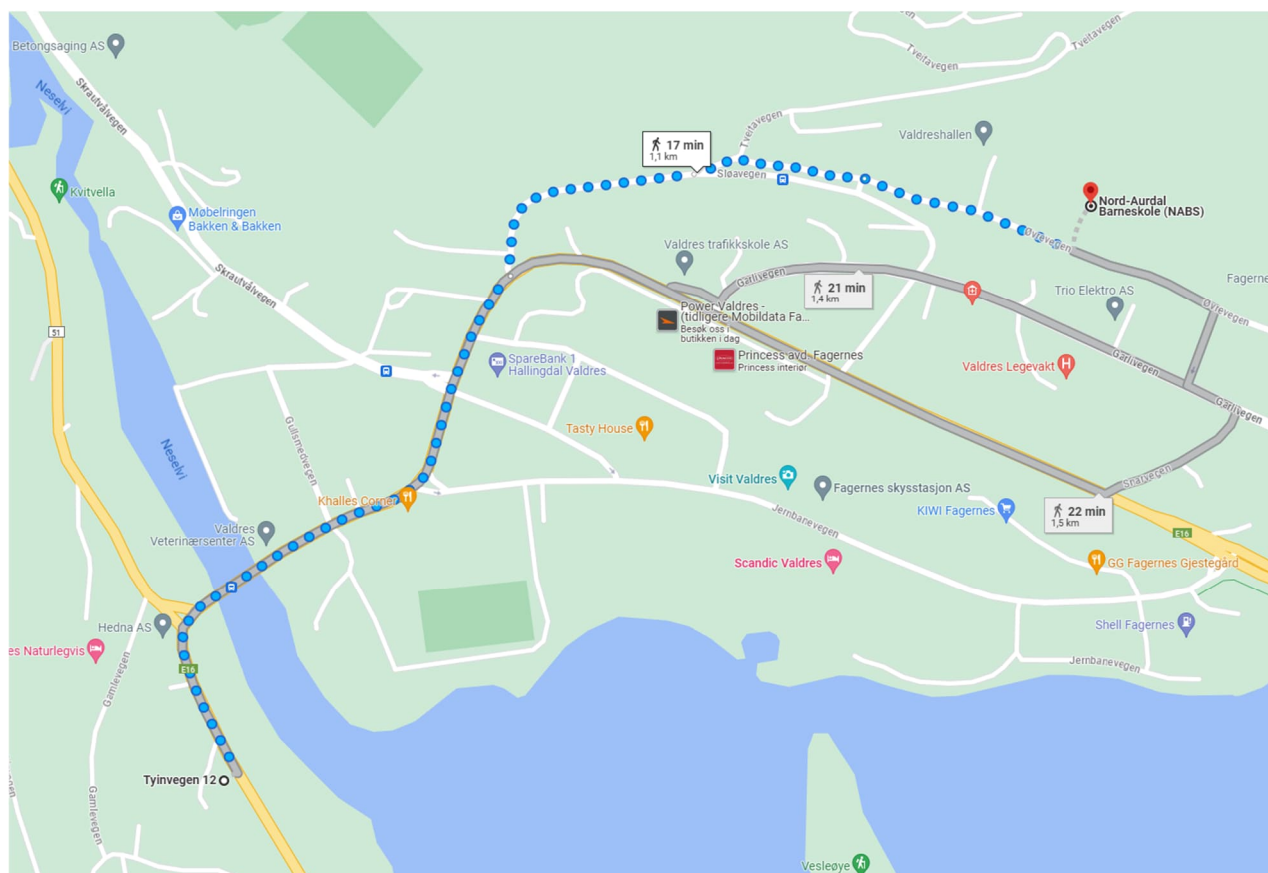 Betongsaging AS
Neselvi
Skrautvålvegen
Kvitvella
Møbelringen
Bakken & Bakken
Skrautvålvegen
51
Tveitavegen
Tveitavegen
Tveitavegen
17 min
1,1 km
Sløavegen
Valdreshallen
Nord-Aurdal
Barneskole (NABS)
Øvrevegen
Valdres trafikkskole AS
Garlivegen
21 min
1,4 km
Trio Elektro AS
Øvrevegen
Power Valdres -
(tidligere Mobildata Fa...
Besøk oss i
butikken i dag
Princess avd. Fagernes
Princess interiør
Valdres Legevakt
Garlivegen
Garlivegen
SpareBank 1
Hallingdal Valdres
Gullsmedvegen
Tasty House
Neselvi
Khalles Corner
Visit Valdres
Fagernes skysstasjon AS
Jernbanevegen
KIWI Fagernes
22 min
1,5 km
E16
Valdres
Veterinærsenter AS
Scandic Valdres
GG Fagernes Gjestegård
Hedna AS
es Naturlegvis
E16
Gamlevegen
Shell Fagernes
Jernbanevegen
Tyinvegen 12
Gamlevegen
Vesleøye